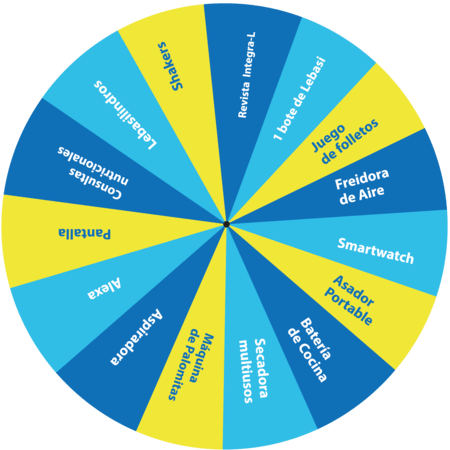 Revista Integra-L
1 bote de Lebasi
Juego
de folletos
Freidora
de Aire
Smartwatch
Asador
Portable
Batería
de Cocina
Secadora
multiusos
Máquina
de Palomitas
Aspiradora
Alexa
Pantalla
Consultas
nutricionales
Lebasilindros
Shakers